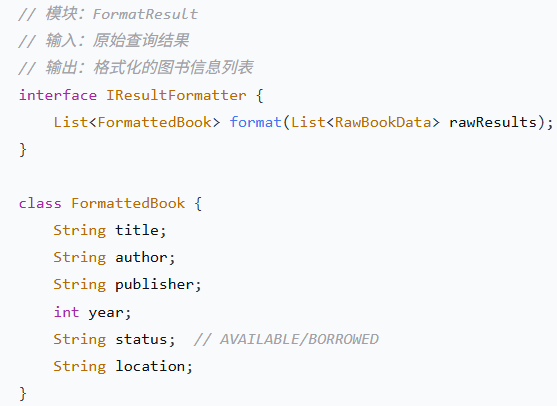 // 模块：FormatResult
// 输入：原始查询结果
// 输出：格式化的图书信息列表
interface IResultFormatter {
    List<FormattedBook> format(List<RawBookData> rawResults);
}

class FormattedBook {
    String title;
    String author;
    String publisher;
    int year;
    String status;  // AVAILABLE/BORROWED
    String location;
}